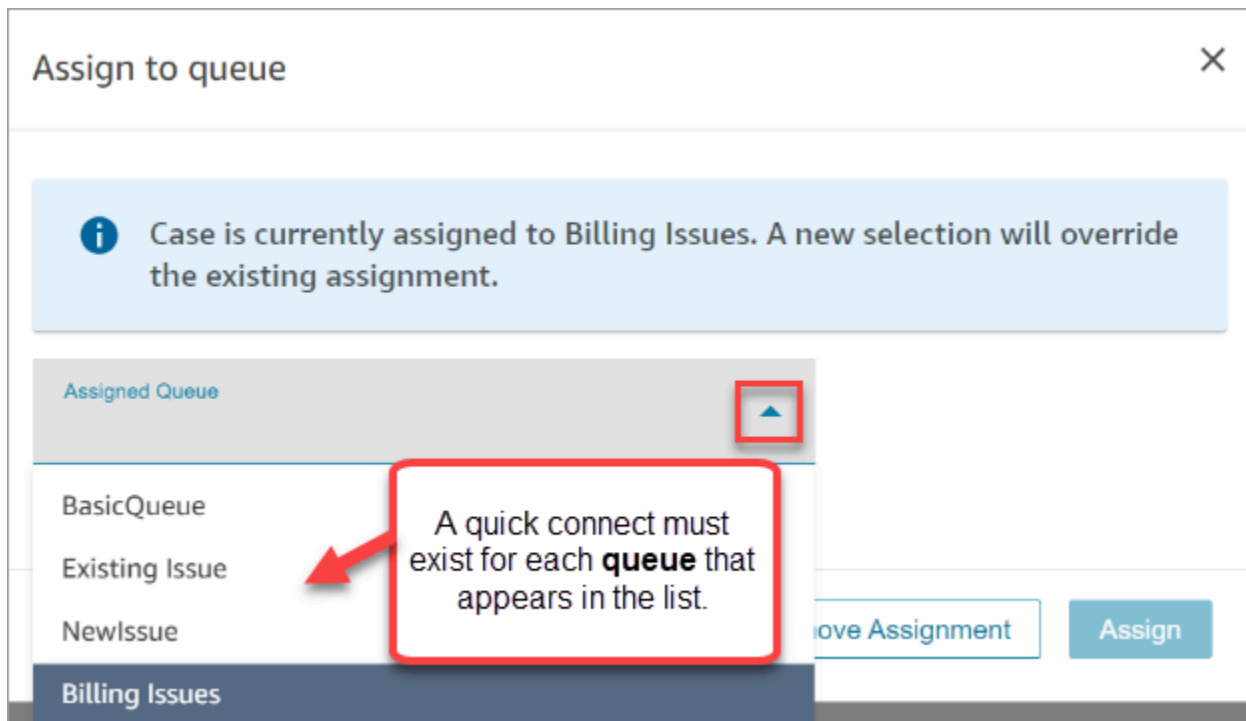 Assign to queue
Case is currently assigned to Billing Issues. A new selection will override
the existing assignment.
Assigned Queue
BasicQueue
Existing Issue
NewIssue
Billing Issues
A quick connect must
exist for each queue that
appears in the list.
ove Assignment
Assign